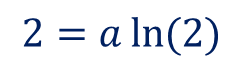 2 = a ln(2)